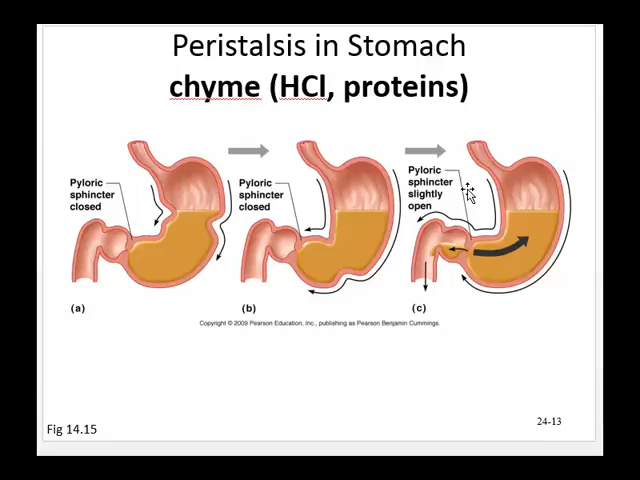 Peristalsis in Stomach
chyme (HCl, proteins)
Pyloric
sphincter
closed
Pyloric
sphincter
closed
Pyloric
sphincter
slightly
open
(a)
(b)
(c)
Copyright © 2009 Pearson Education, Inc., publishing as Pearson Benjamin Cummings.
24-13
Fig 14.15